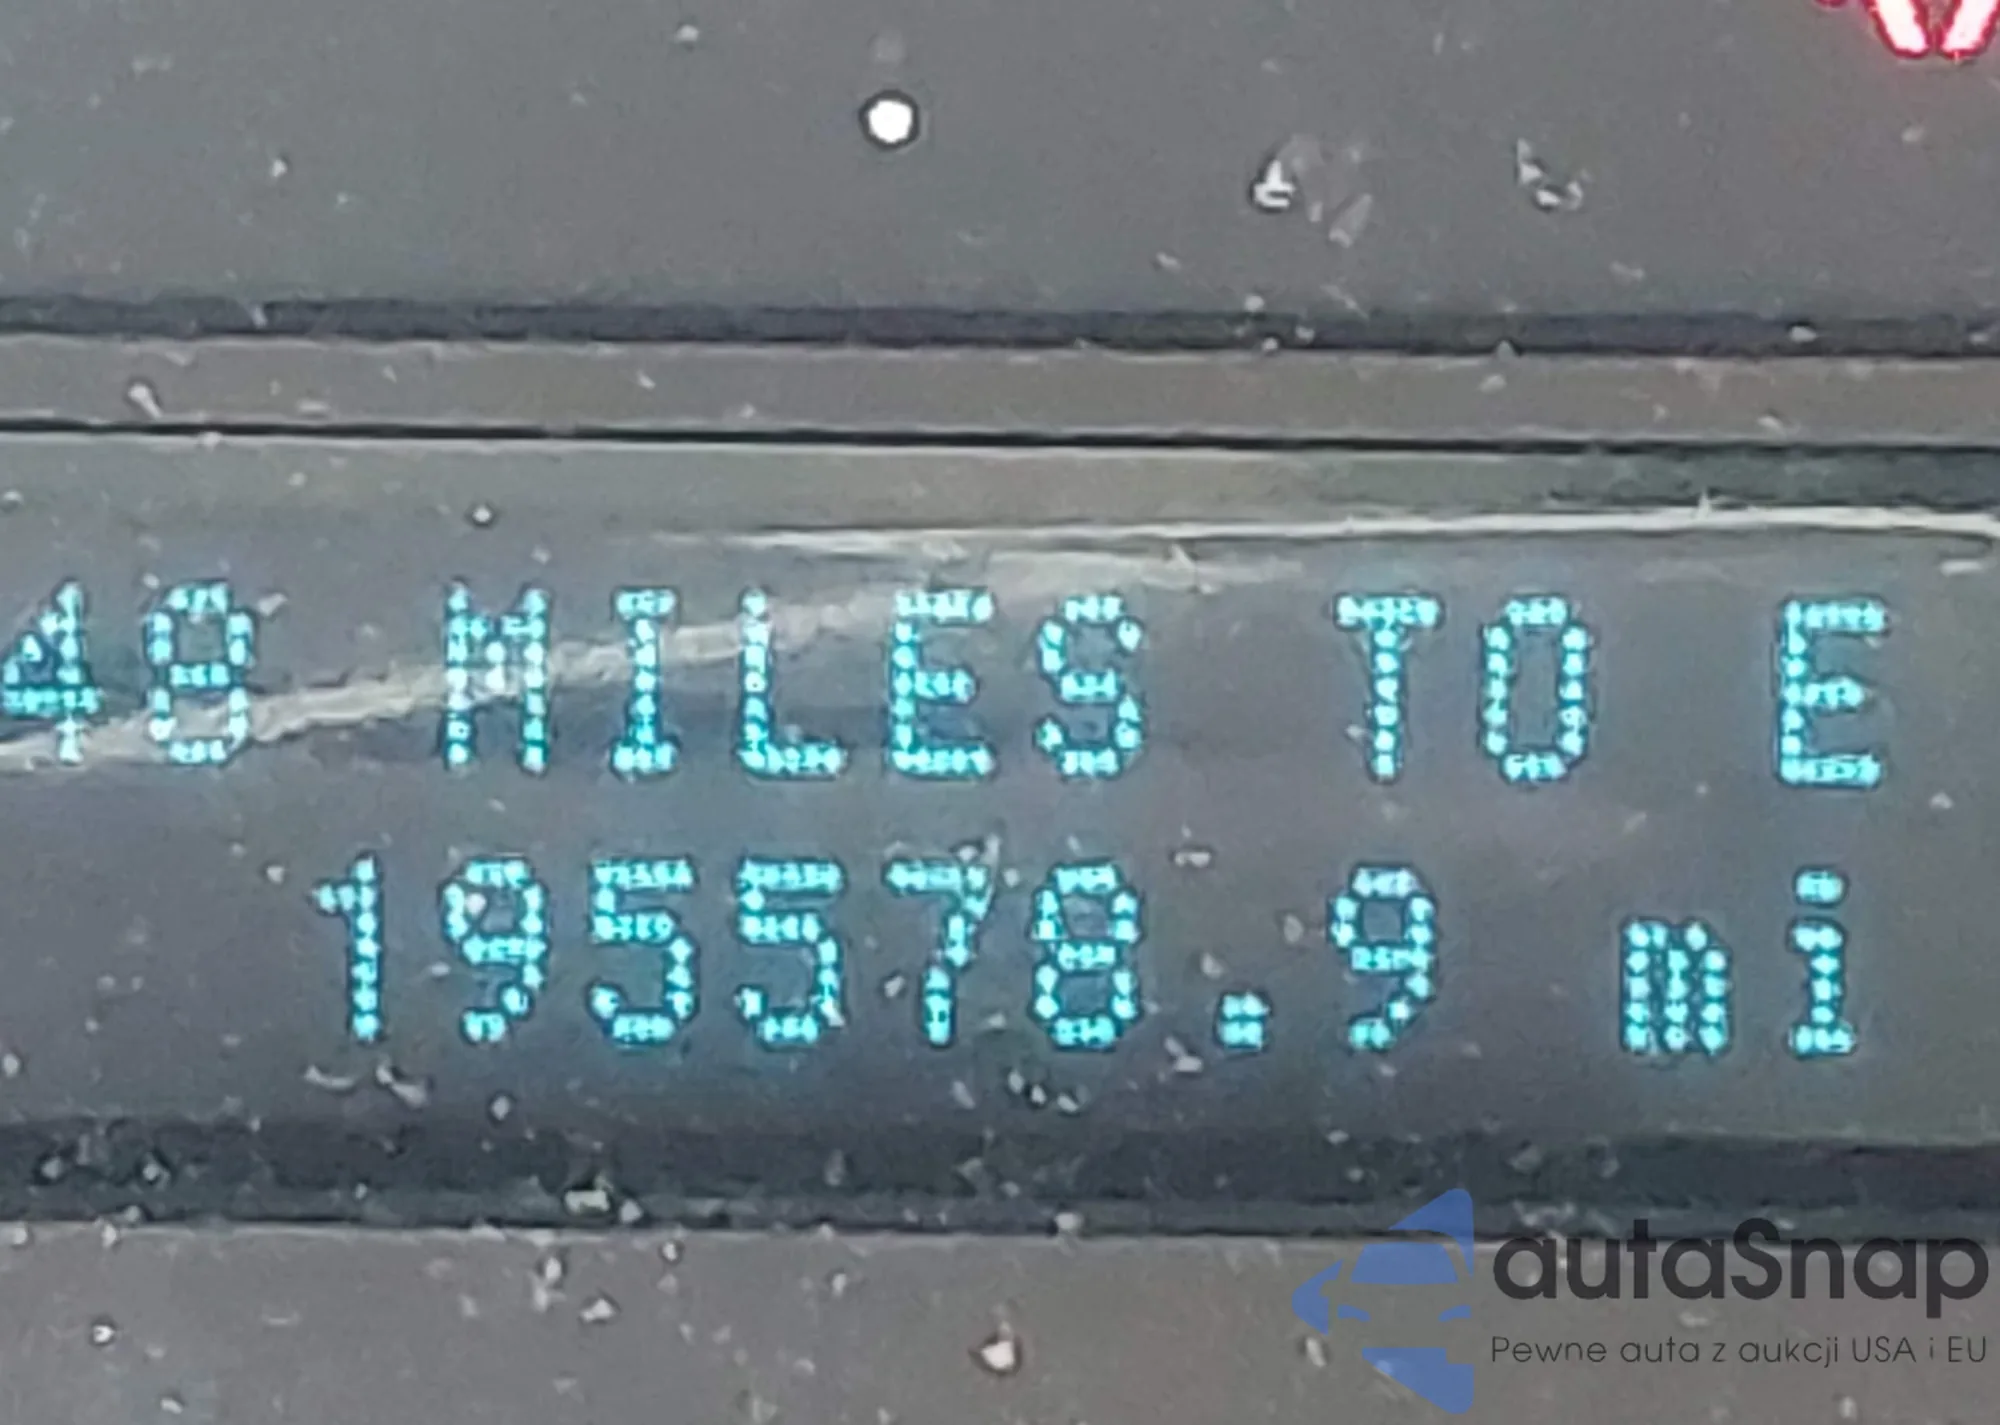 48 MILES TO E
195578.9 mi
autaSnap
Pewne auta z aukcji USA i EU